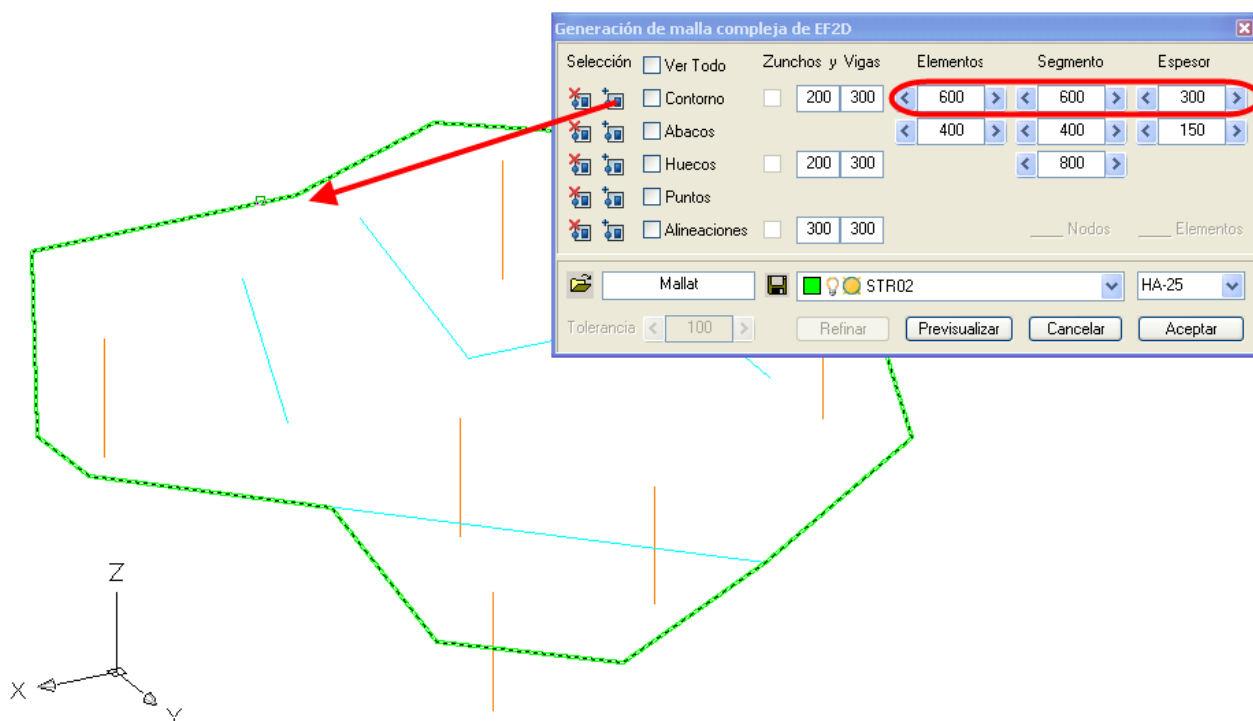 Generación de malla compleja de EF2D
Selección Ver Todo Zunchos y Vigas Elementos Segmento Espesor
Contorno 200 300 600 600 300
Abacos 400 400 150
Huecos 200 300 800
Puntos
Alineaciones 300 300 ____ Nodos ____ Elementos
Mallat STR02 HA-25
Tolerancia 100 Refinar Previsualizar Cancelar Aceptar
Z
X
Y